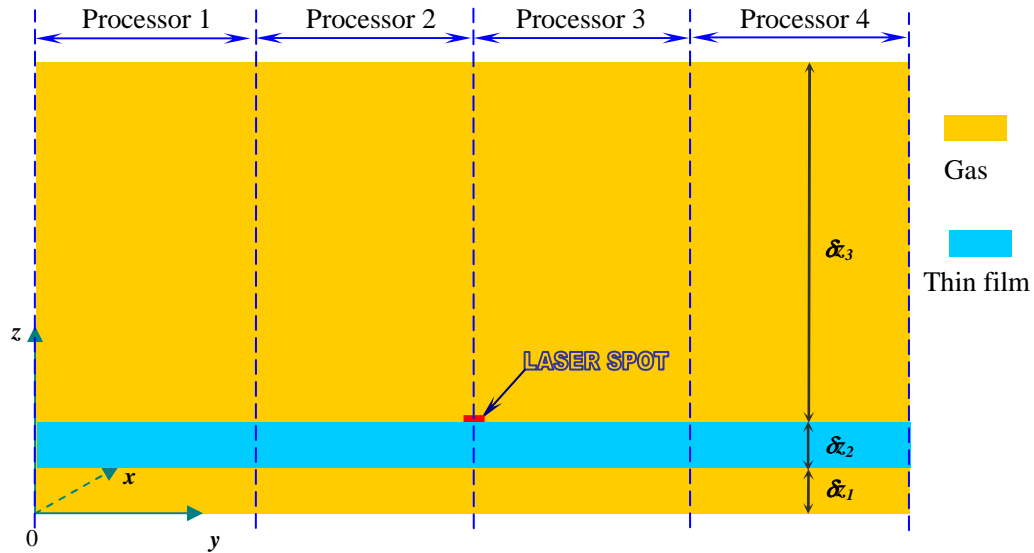 Processor 1 Processor 2 Processor 3 Processor 4
Gas
δz3
Thin film
z
LASER SPOT
δz2
x
δz1
0
y